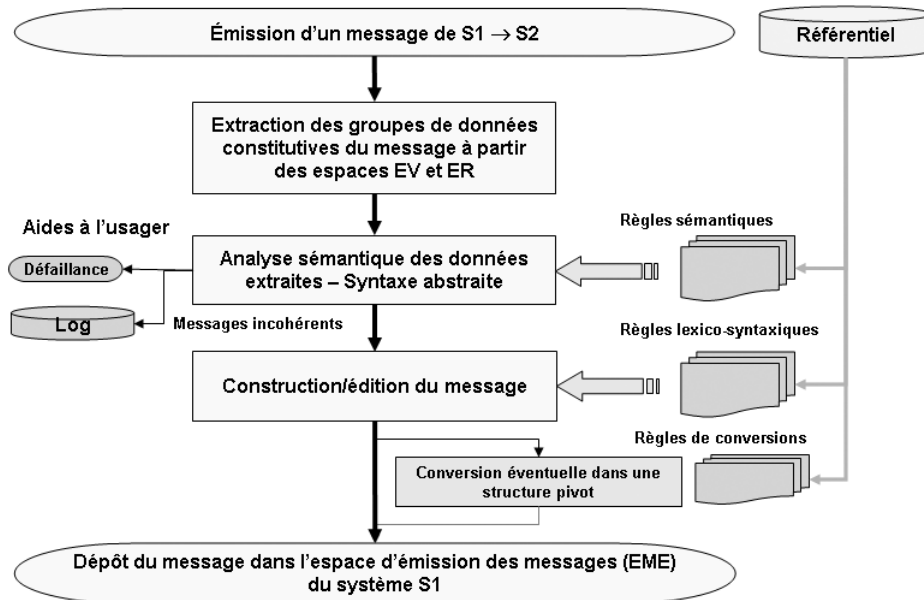 Émission d'un message de S1 → S2
Référentiel
Extraction des groupes de données
constitutives du message à partir
des espaces EV et ER
Aides à l'usager
Règles sémantiques
Défaillance
Analyse sémantique des données
extraites – Syntaxe abstraite
Log
Messages incohérents
Règles lexico-syntaxiques
Construction/édition du message
Règles de conversions
Conversion éventuelle dans une
structure pivot
Dépôt du message dans l'espace d'émission des messages (EME)
du système S1